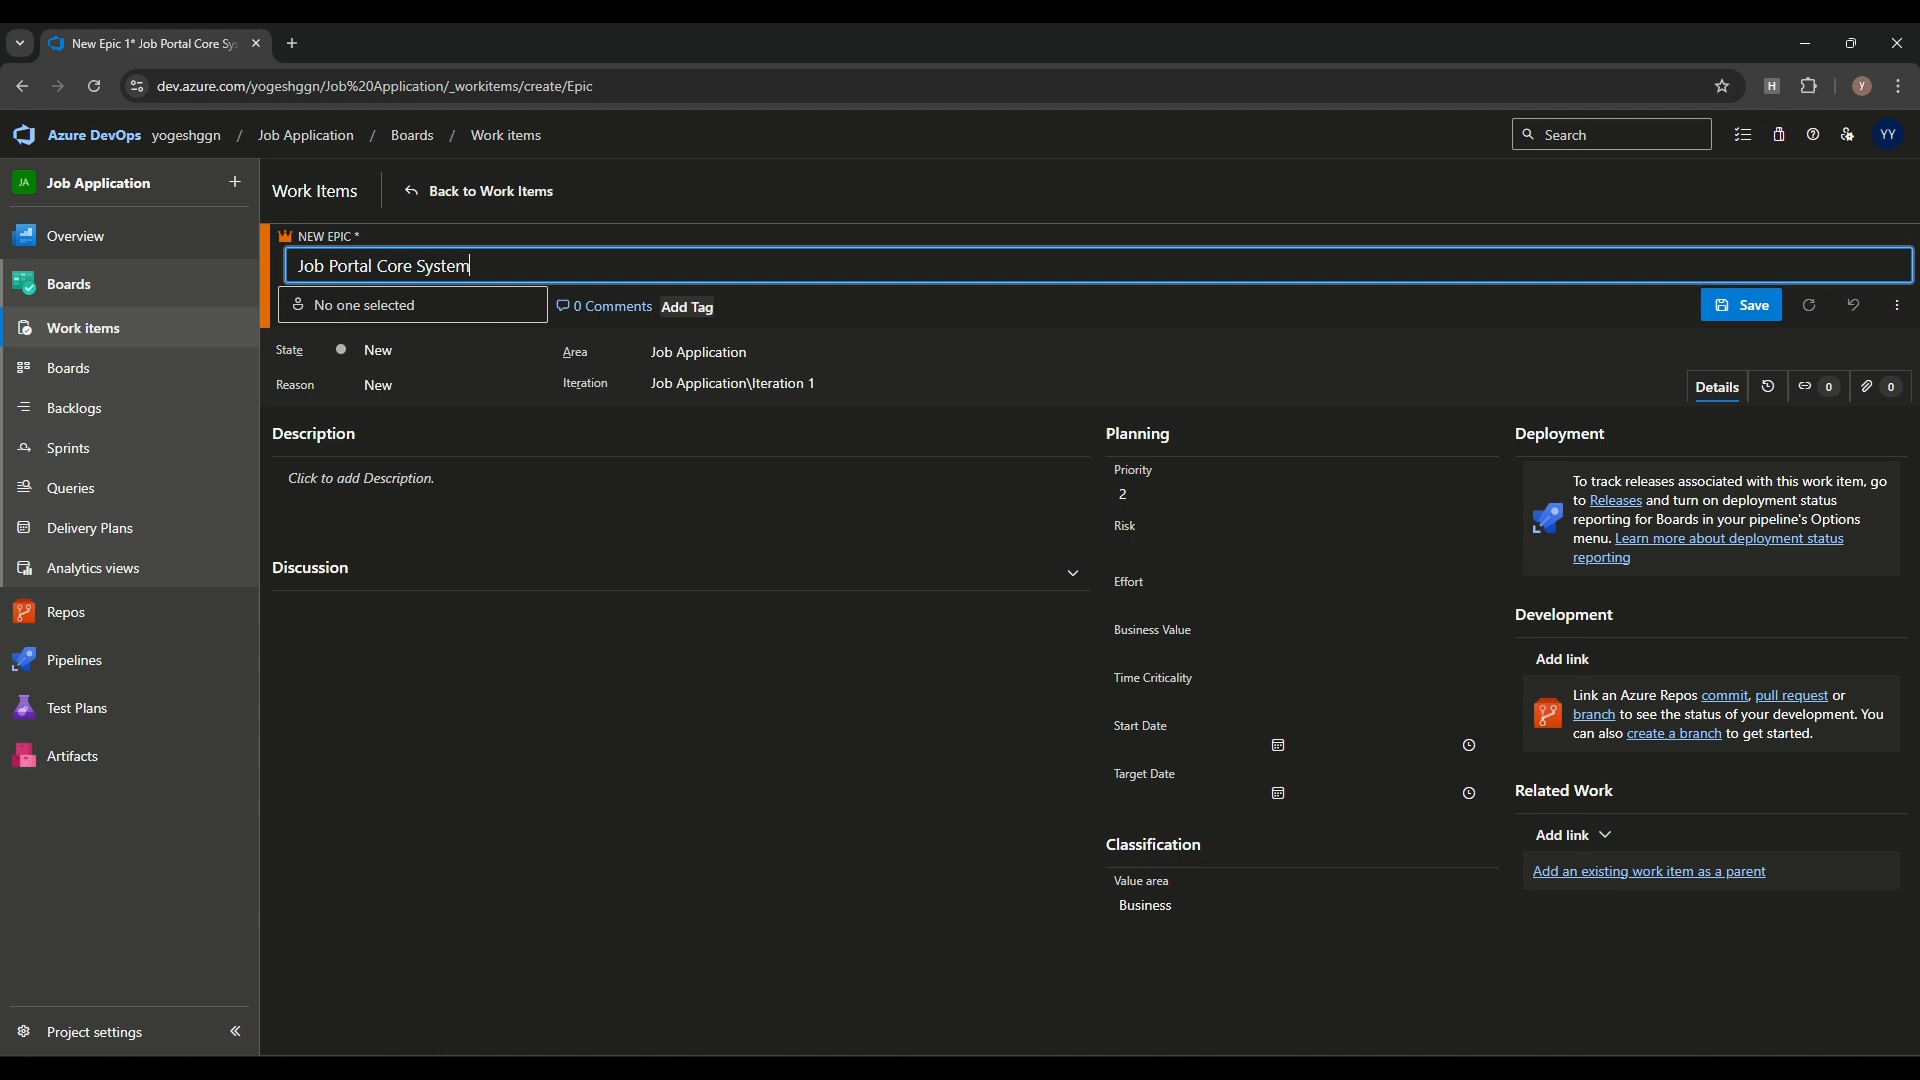 New Epic 1* Job Portal Core Sys
dev.azure.com/yogeshggn/Job%20Application/_workitems/create/Epic
H
y
Azure DevOps yogeshggn / Job Application / Boards / Work items
Search
YY
JA Job Application
Overview
Boards
Work items
Boards
Backlogs
Sprints
Queries
Delivery Plans
Analytics views
Repos
Pipelines
Test Plans
Artifacts
Project settings
Work Items
Back to Work Items
NEW EPIC *
Job Portal Core System
No one selected
0 Comments
Add Tag
Save
State New
Area Job Application
Reason New
Iteration Job Application\Iteration 1
Details
0
0
Description
Click to add Description.
Discussion
Planning
Priority
2
Risk
Effort
Business Value
Time Criticality
Start Date
Target Date
Classification
Value area
Business
Deployment
To track releases associated with this work item, go
to Releases and turn on deployment status
reporting for Boards in your pipeline's Options
menu. Learn more about deployment status
reporting
Development
Add link
Link an Azure Repos commit, pull request or
branch to see the status of your development. You
can also create a branch to get started.
Related Work
Add link
Add an existing work item as a parent